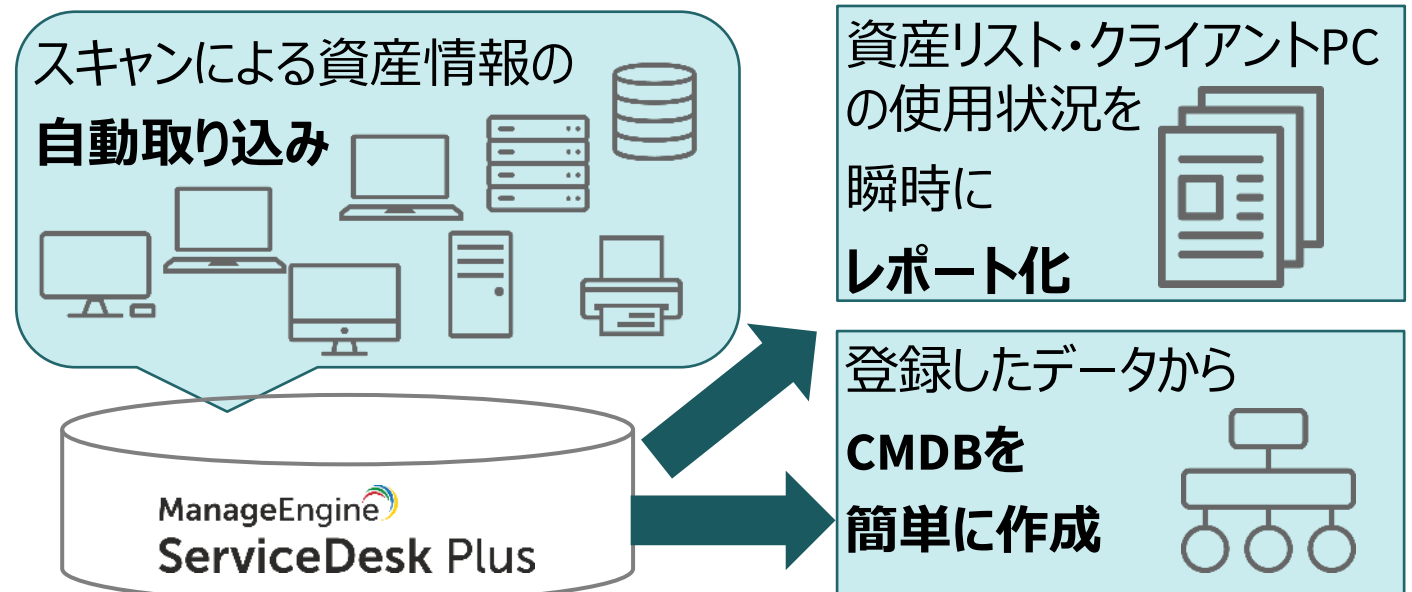 スキャンによる資産情報の
自動取り込み
資産リスト・クライアントPC
の使用状況を
瞬時に
レポート化
登録したデータから
CMDBを
簡単に作成
ManageEngine
ServiceDesk Plus